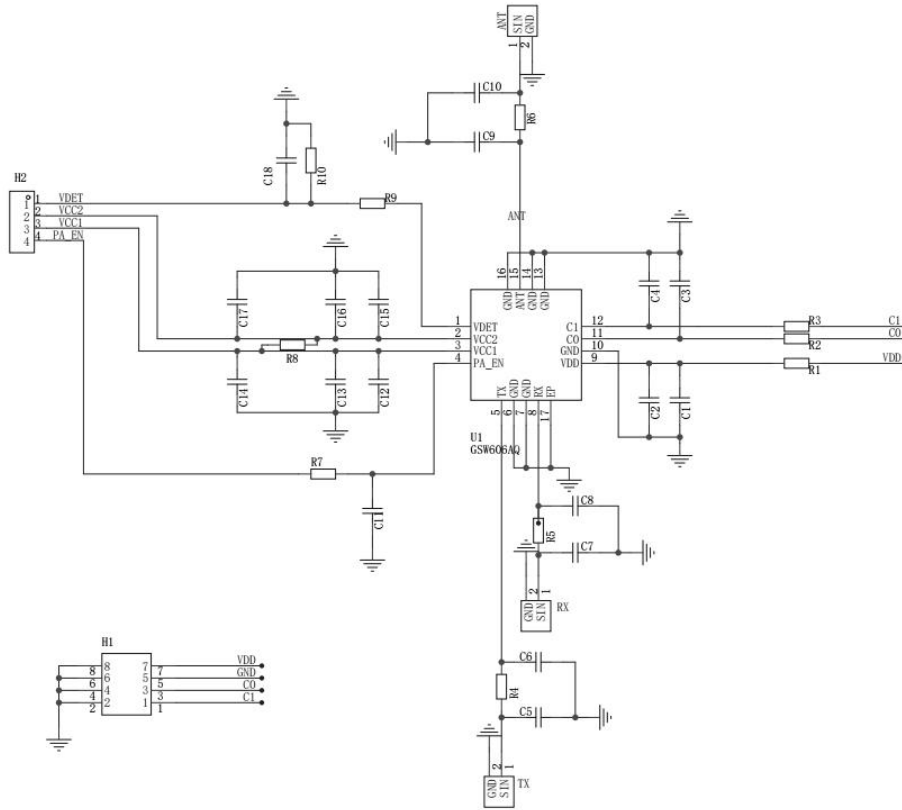 ANT
SIN
GND
1
2
C10
R6
C9
C18
R10
H2
1 1 VDET
2 2 VCC2
3 3 VCC1
4 4 PA_EN
R9
ANT
16 15 14 13
GND ANT GND GND
C4
C3
C17
C16
C15
1 VDET
2 VCC2
3 VCC1
4 PA_EN
C1 12
C0 11
GND 10
VDD 9
R3 C1
R2 C0
R1 VDD
R8
C14
C13
C12
C2
C1
TX GND GND RX EP
5 6 7 8 17
U1
GSW606AQ
R7
C11
C8
R5
C7
2 1
GND SIN
RX
H1
8 8 7 7 VDD
6 6 5 5 GND
4 4 3 3 C0
2 2 1 1 C1
C6
R4
C5
2 1
GND SIN
TX